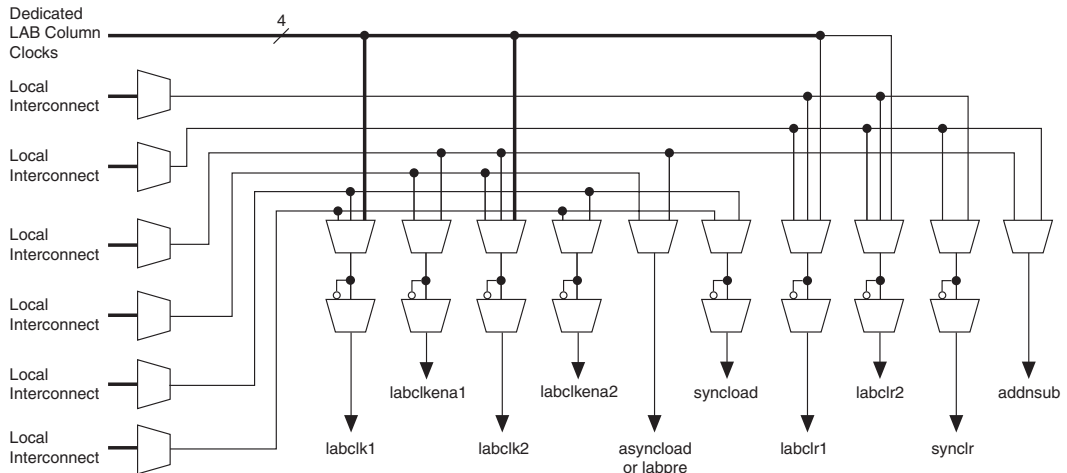 Dedicated
LAB Column
Clocks
4
Local
Interconnect
Local
Interconnect
Local
Interconnect
Local
Interconnect
Local
Interconnect
Local
Interconnect
labclkena1
labclkena2
syncload
labclr2
addnsub
labclk1
labclk2
asyncload
or labpre
labclr1
synclr